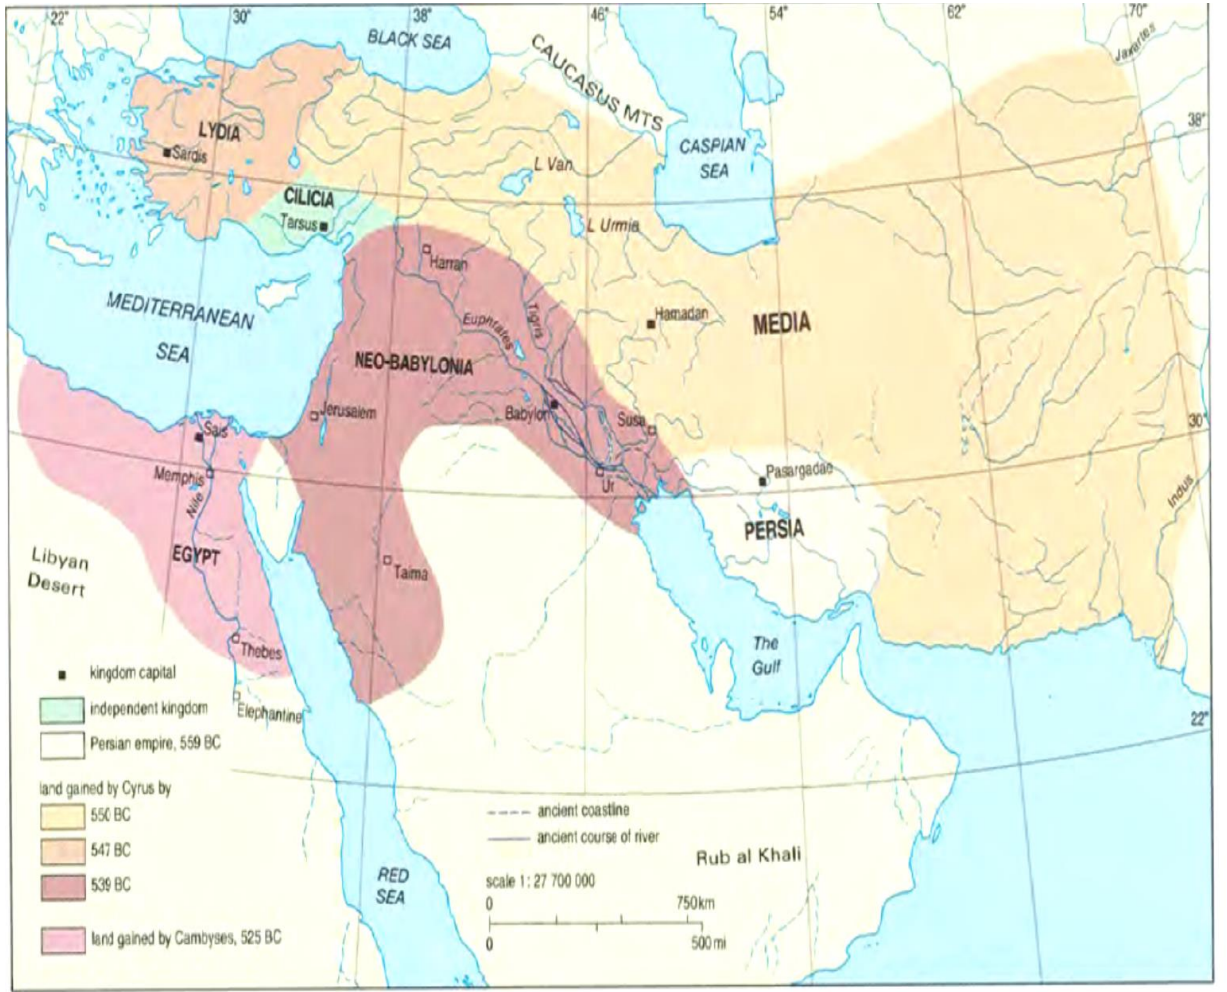 22° 30° 38° 46° 54° 62° 70°
BLACK SEA
CAUCASUS MTS
Jaxartes
38°
LYDIA
Sardis
CASPIAN
SEA
L Van
CILICIA
Tarsus
L Urmia
Harran
MEDITERRANEAN
SEA
Euphrates
Tigris
Hamadan
MEDIA
NEO-BABYLONIA
Jerusalem
Babylon
Susa
30°
Sais
Memphis
Nile
Ur
Pasargadae
Indus
PERSIA
EGYPT
Libyan
Desert
Taima
Thebes
The
Gulf
Elephantine
22°
kingdom capital
independent kingdom
Persian empire, 559 BC
land gained by Cyrus by
550 BC
547 BC
539 BC
land gained by Cambyses, 525 BC
ancient coastline
ancient course of river
Rub al Khali
scale 1 : 27 700 000
0 750km
0 500mi
RED
SEA